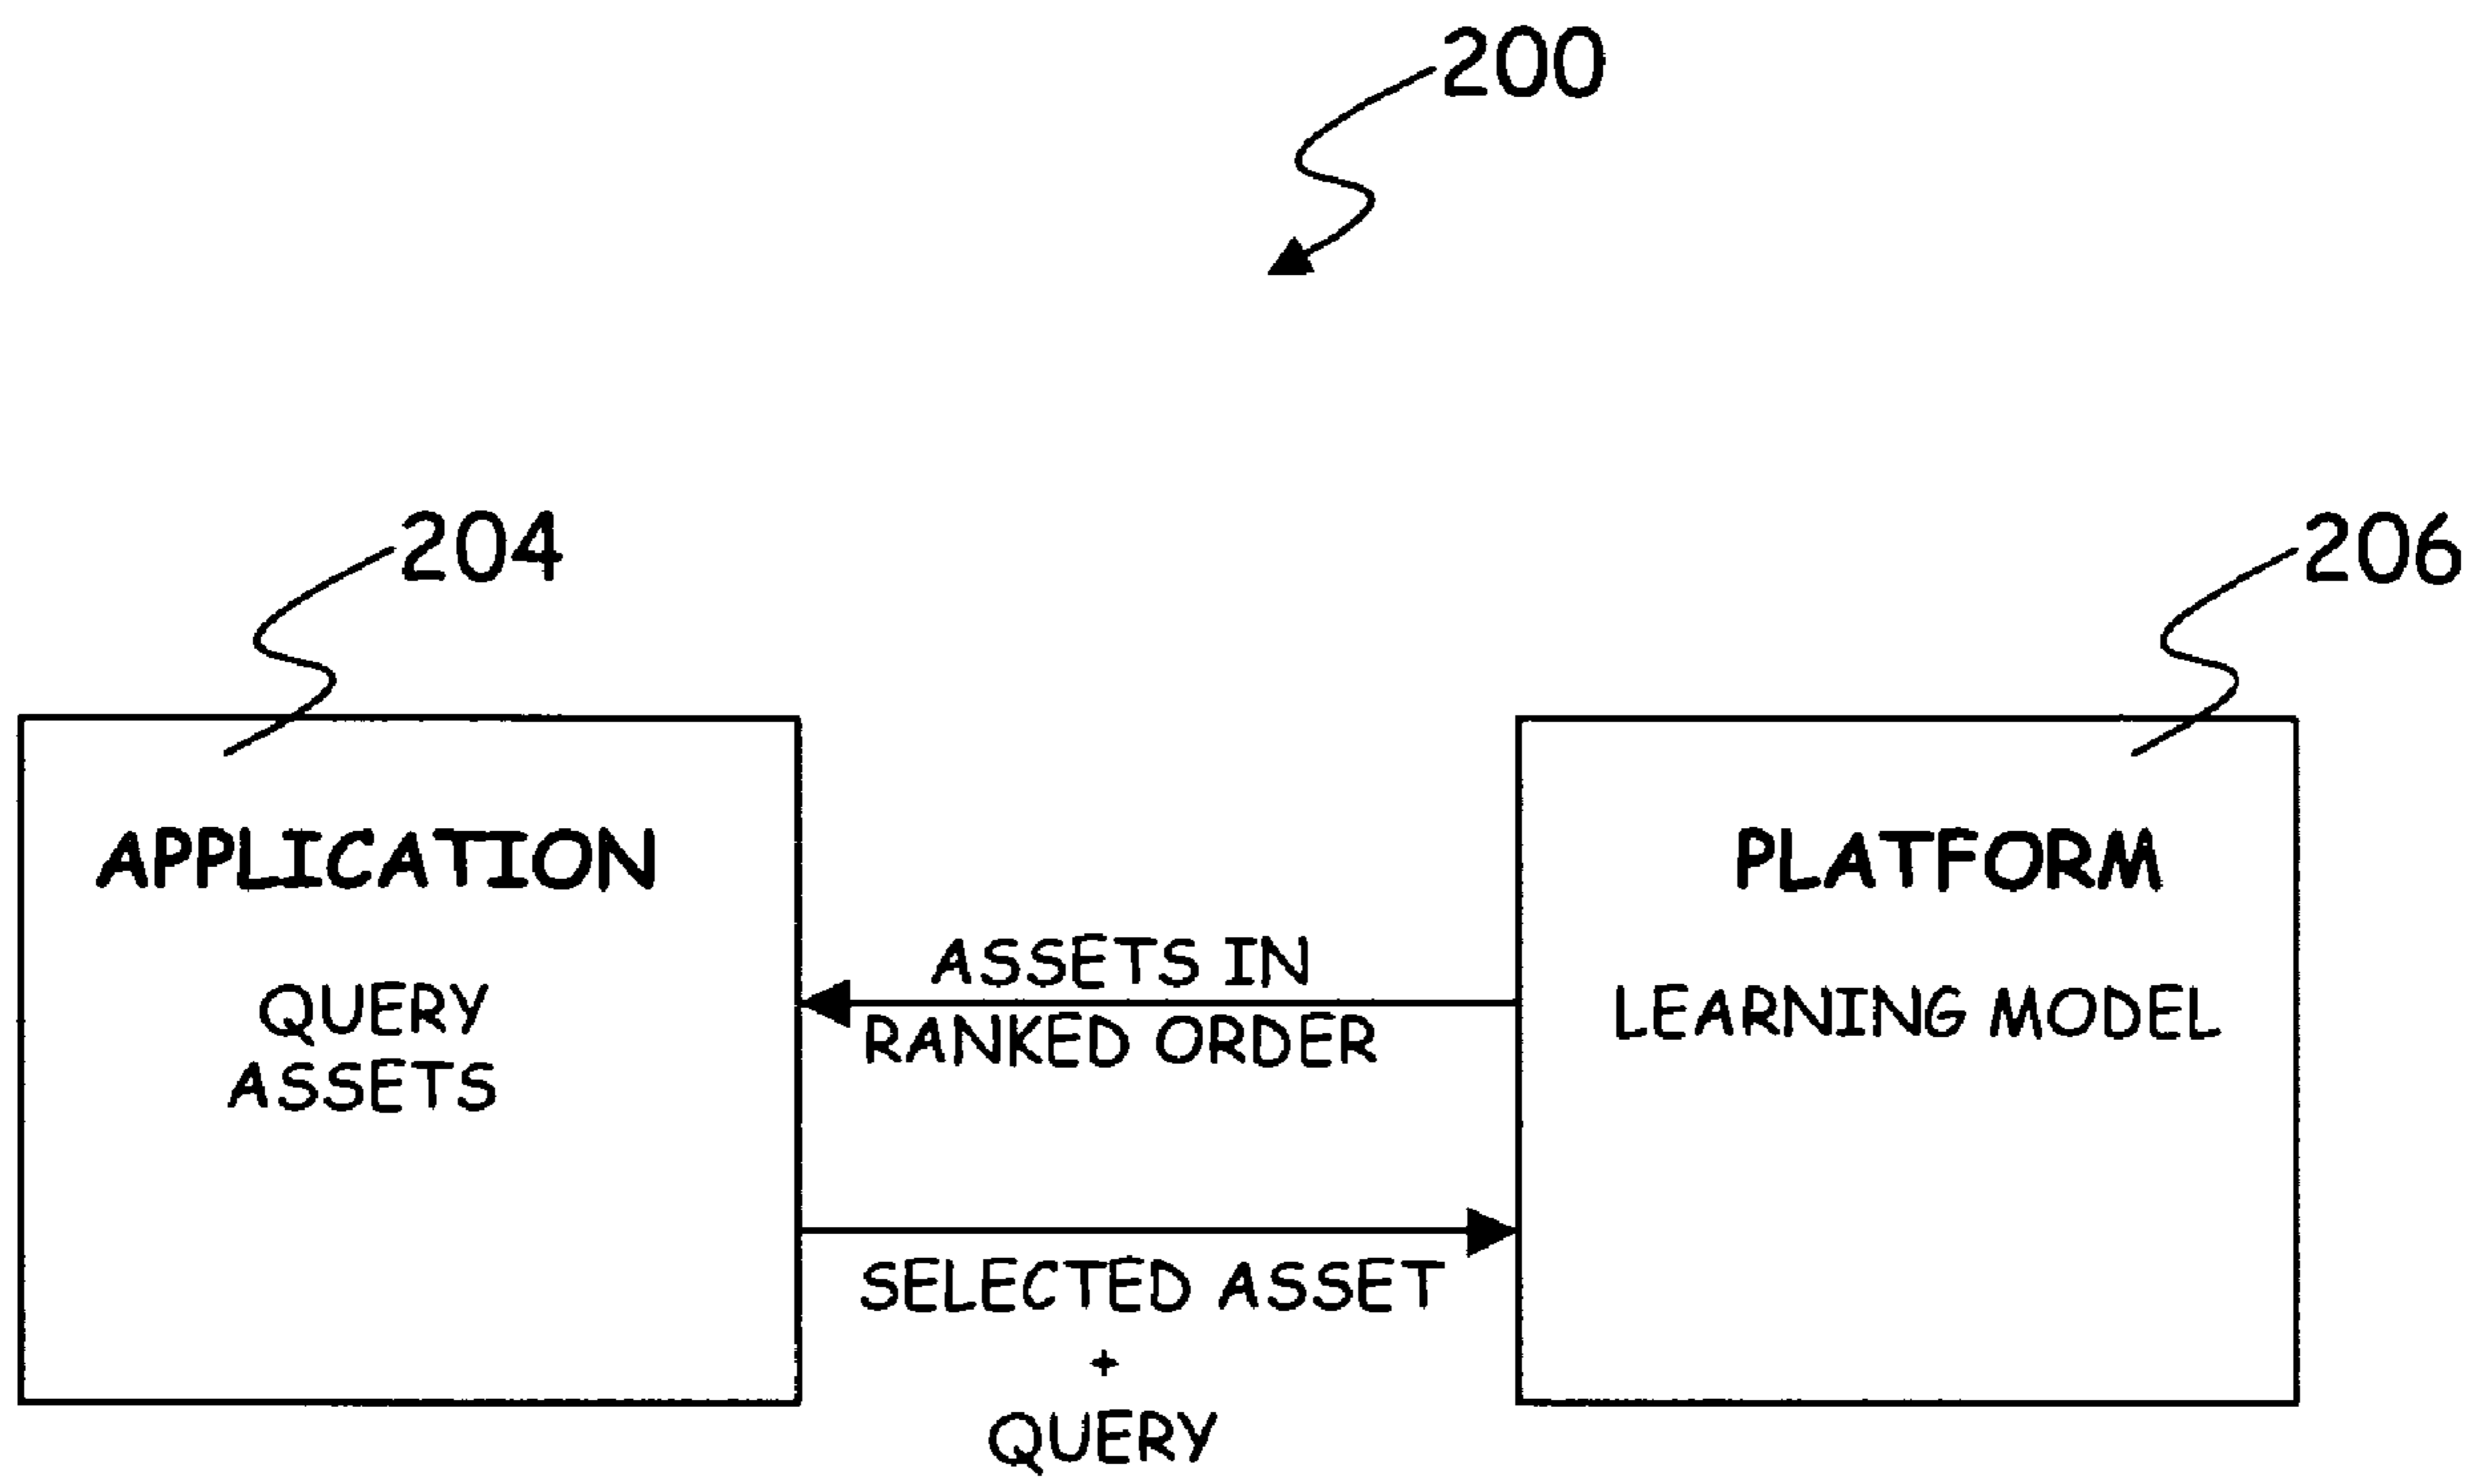 200
204
206
APPLICATION
QUERY
ASSETS
ASSETS IN
RANKED ORDER
SELECTED ASSET
+
QUERY
PLATFORM
LEARNING MODEL